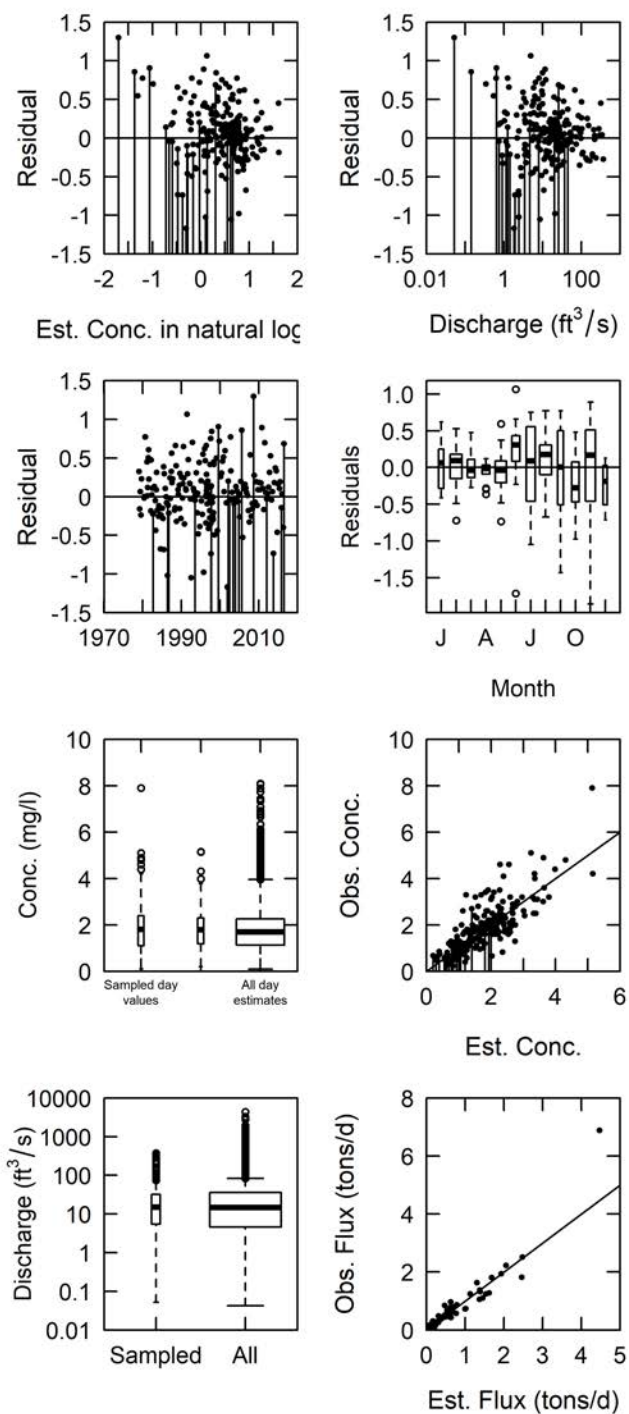 1.5
1
0.5
0
-0.5
-1
-1.5
Residual
-2 -1 0 1 2
Est. Conc. in natural log
1.5
1
0.5
0
-0.5
-1
-1.5
Residual
0.01 1 100
Discharge (ft³/s)
1.5
1
0.5
0
-0.5
-1
-1.5
Residual
1970 1990 2010
1.0
0.5
0.0
-0.5
-1.0
-1.5
Residuals
J A J O
Month
10
8
6
4
2
0
Conc. (mg/l)
Sampled day values
All day estimates
10
8
6
4
2
0
Obs. Conc.
0 2 4 6
Est. Conc.
10000
1000
100
10
1
0.1
0.01
Discharge (ft³/s)
Sampled All
8
6
4
2
0
Obs. Flux (tons/d)
0 1 2 3 4 5
Est. Flux (tons/d)